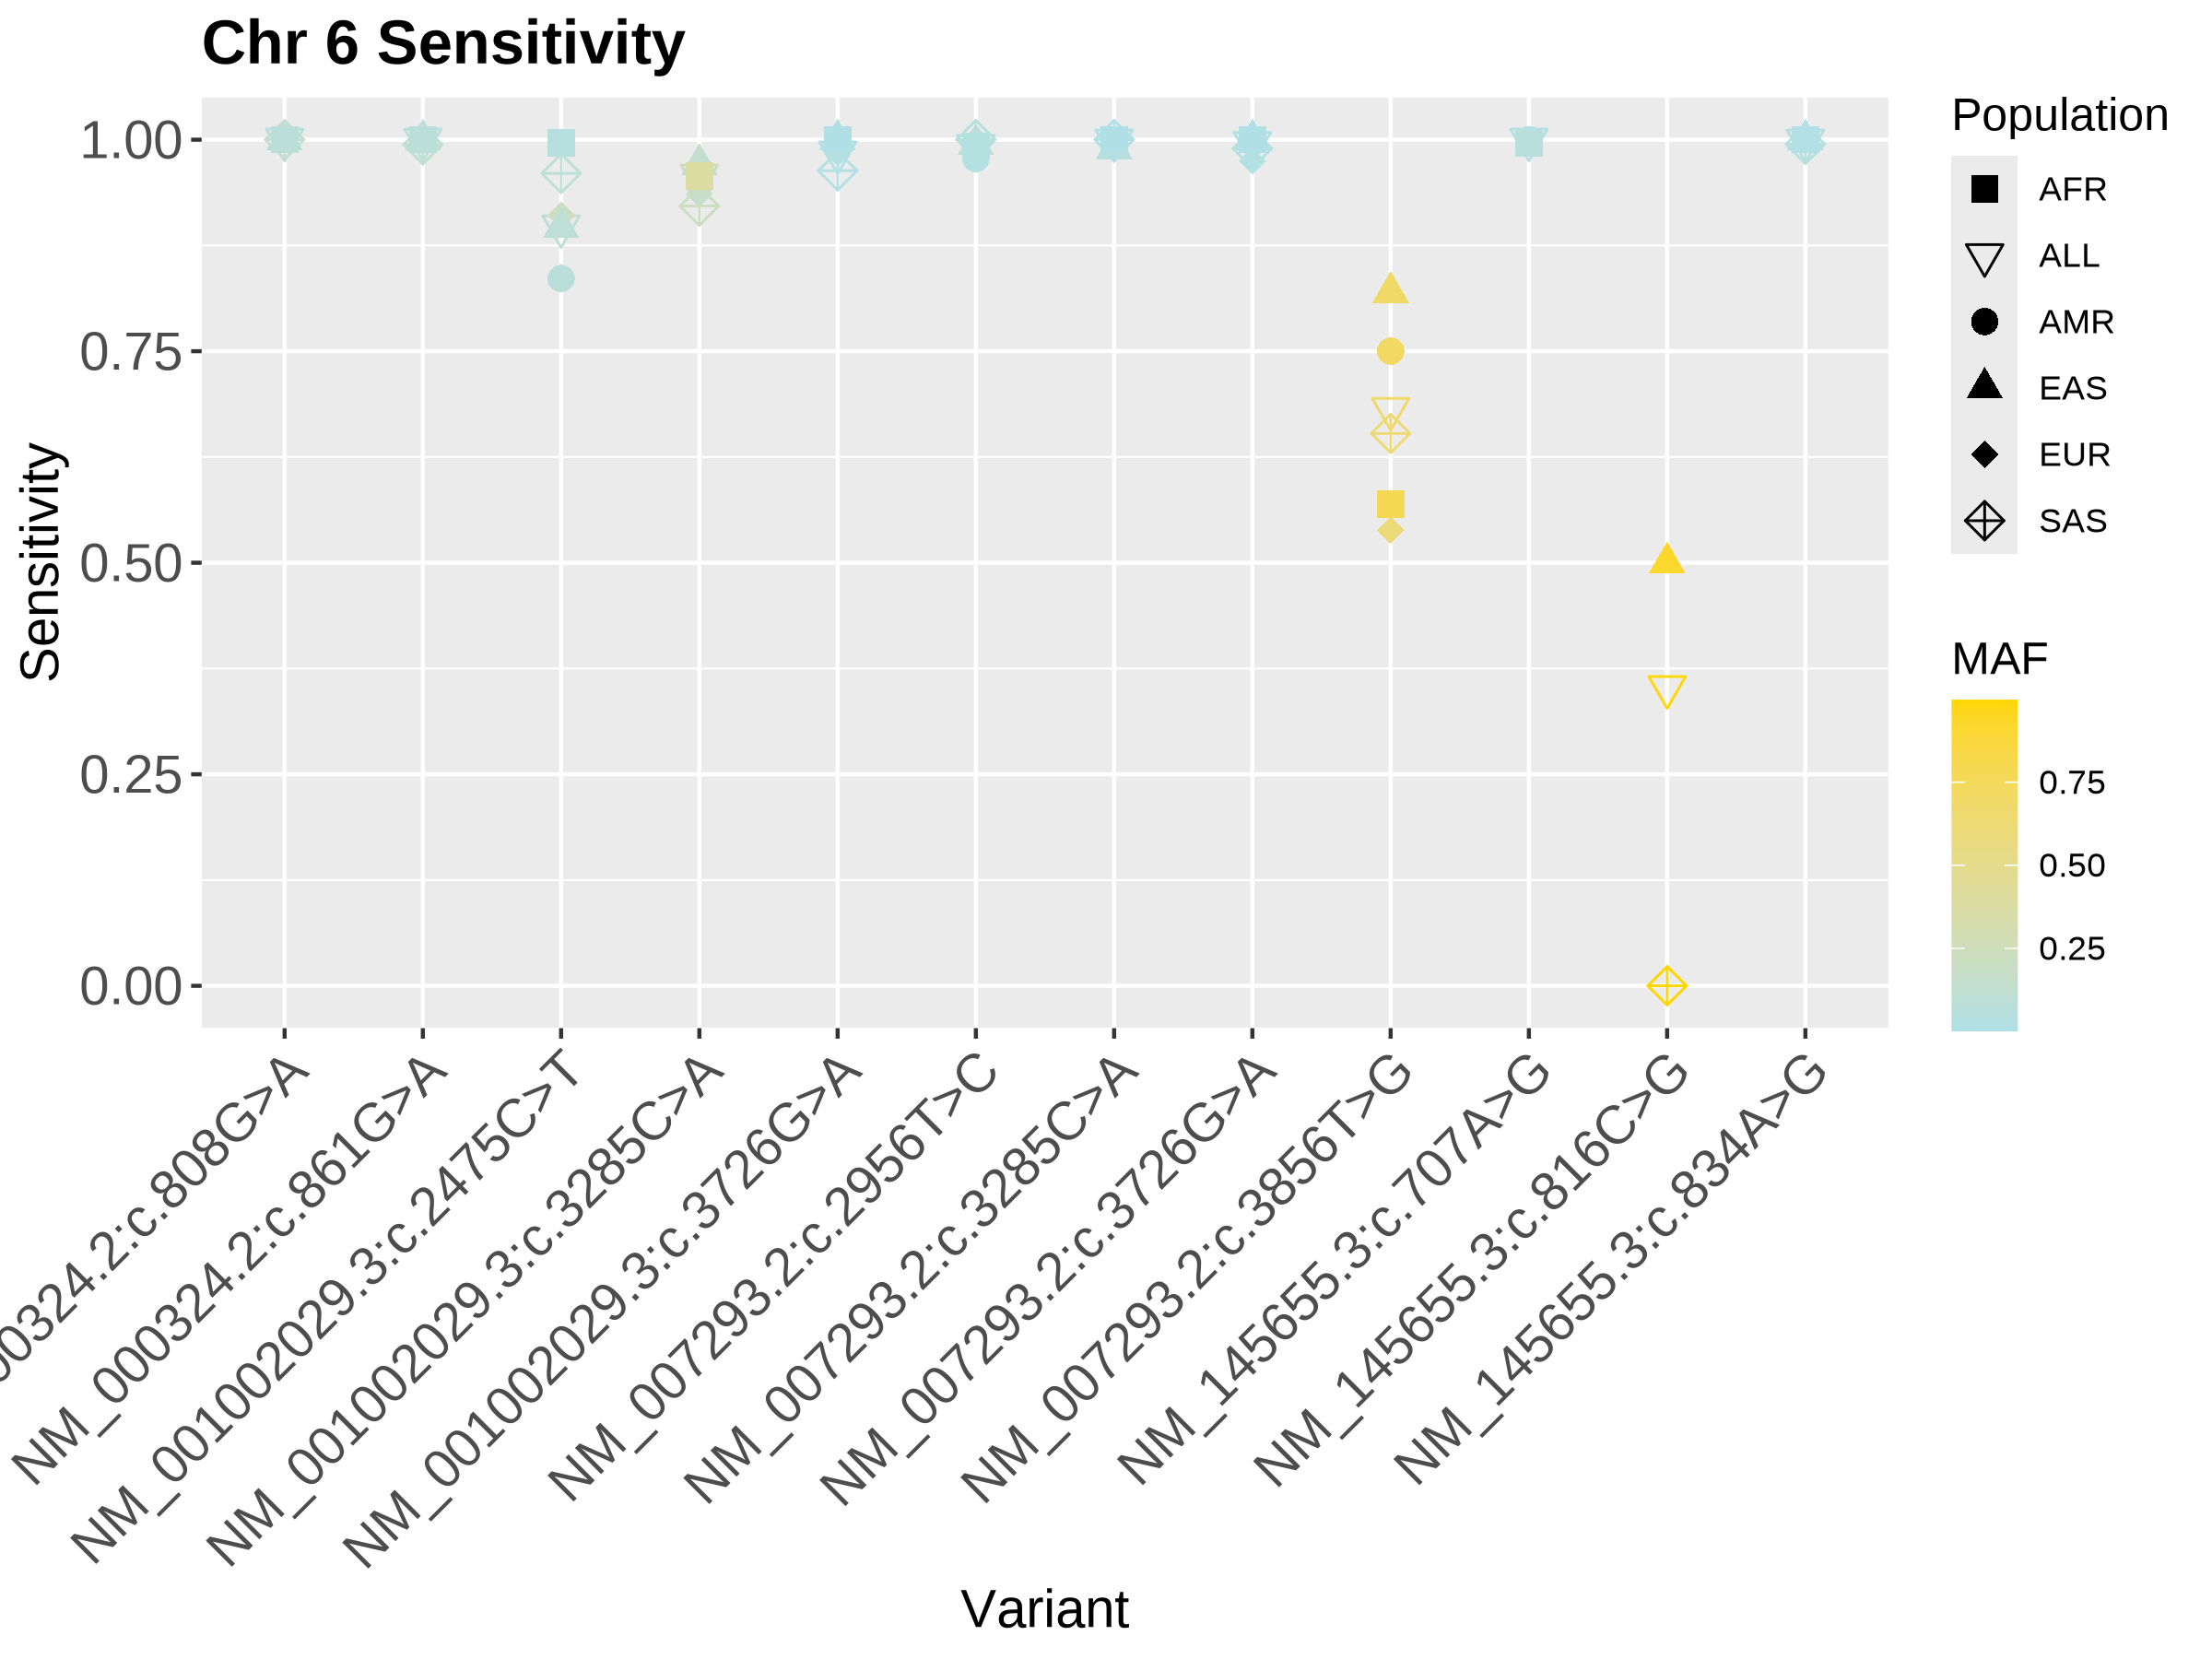 Chr 6 Sensitivity
Sensitivity
1.00
0.75
0.50
0.25
0.00
00324.2:c.808G>A
NM_000324.2:c.861G>A
NM_001002029.3:c.2475C>T
NM_001002029.3:c.3285C>A
NM_001002029.3:c.3726G>A
NM_007293.2:c.2956T>C
NM_007293.2:c.3285C>A
NM_007293.2:c.3726G>A
NM_007293.2:c.3856T>G
NM_145655.3:c.707A>G
NM_145655.3:c.816C>G
NM_145655.3:c.834A>G
Variant
Population
AFR
ALL
AMR
EAS
EUR
SAS
MAF
0.75
0.50
0.25